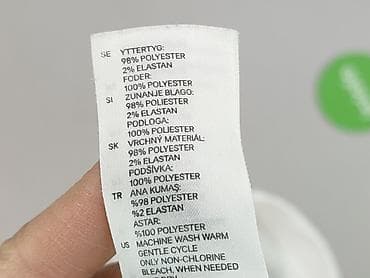 SE YTTERTYG:
98% POLYESTER
2% ELASTAN
FODER:
100% POLYESTER
SI ZUNANJE BLAGO:
98% POLIESTER
2% ELASTAN
PODLOGA:
100% POLIESTER
SK VRCHNÝ MATERIÁL:
98% POLYESTER
2% ELASTAN
PODŠÍVKA:
100% POLYESTER
TR ANA KUMAŞ:
%98 POLYESTER
%2 ELASTAN
ASTAR:
%100 POLYESTER
US MACHINE WASH WARM
GENTLE CYCLE
ONLY NON-CHLORINE
BLEACH, WHEN NEEDED